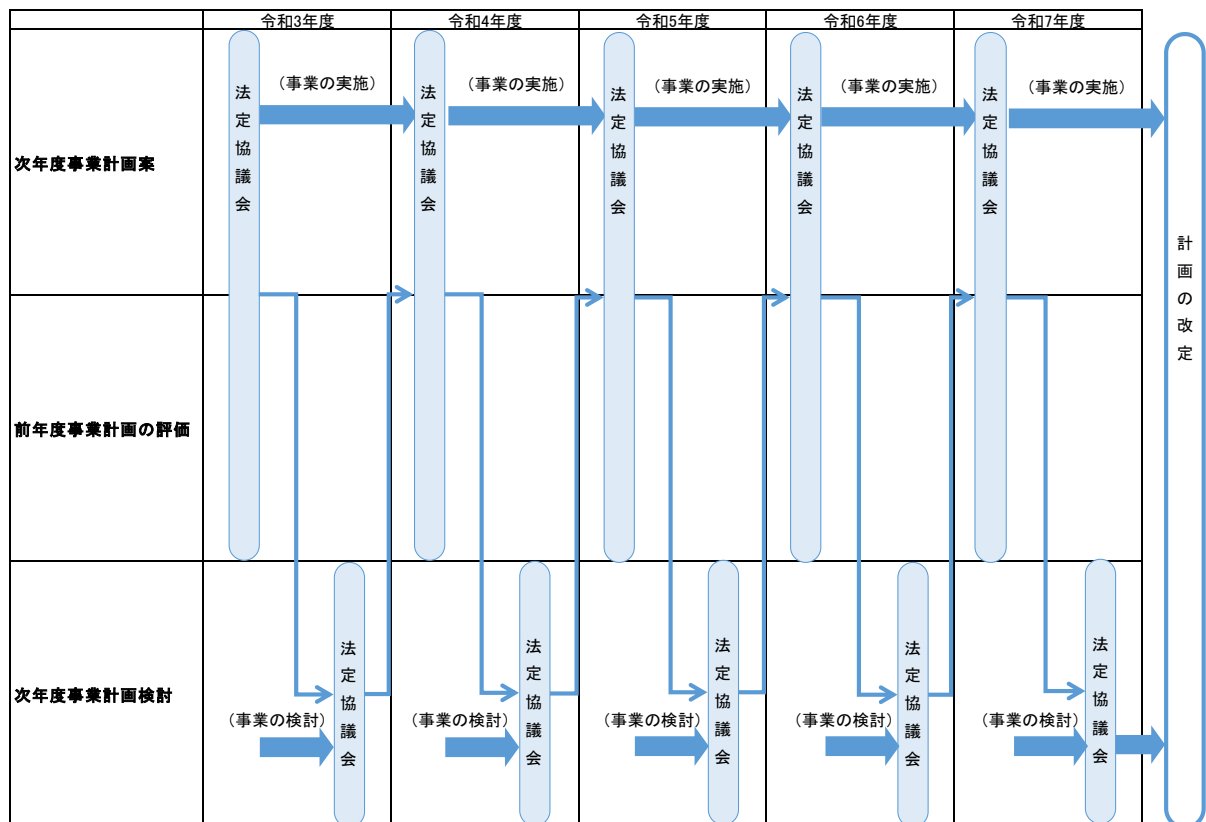 令和3年度
令和4年度
令和5年度
令和6年度
令和7年度
次年度事業計画案
法定協議会
（事業の実施）
法定協議会
（事業の実施）
法定協議会
（事業の実施）
法定協議会
（事業の実施）
法定協議会
（事業の実施）
計画の改定
前年度事業計画の評価
次年度事業計画検討
（事業の検討）
法定協議会
（事業の検討）
法定協議会
（事業の検討）
法定協議会
（事業の検討）
法定協議会
（事業の検討）
法定協議会